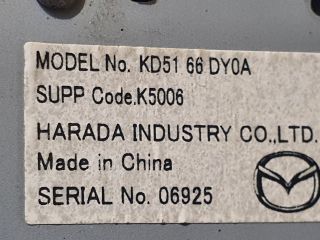 MODEL No. KD51 66 DY0A
SUPP Code.K5006
HARADA INDUSTRY CO.,LTD.
Made in China
SERIAL No. 06925